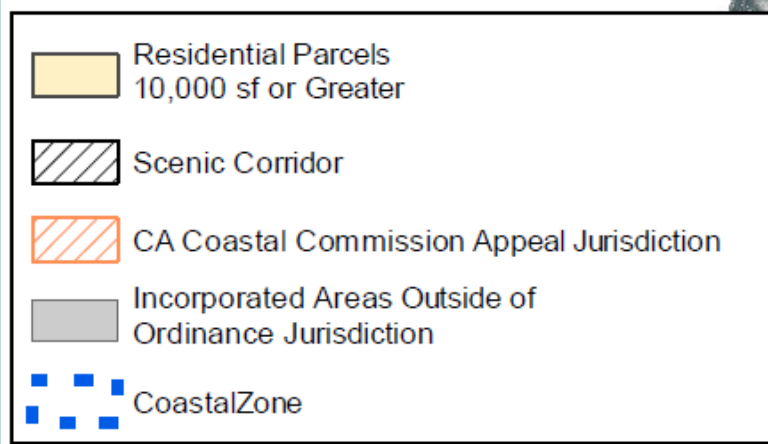 Residential Parcels
10,000 sf or Greater
Scenic Corridor
CA Coastal Commission Appeal Jurisdiction
Incorporated Areas Outside of
Ordinance Jurisdiction
CoastalZone